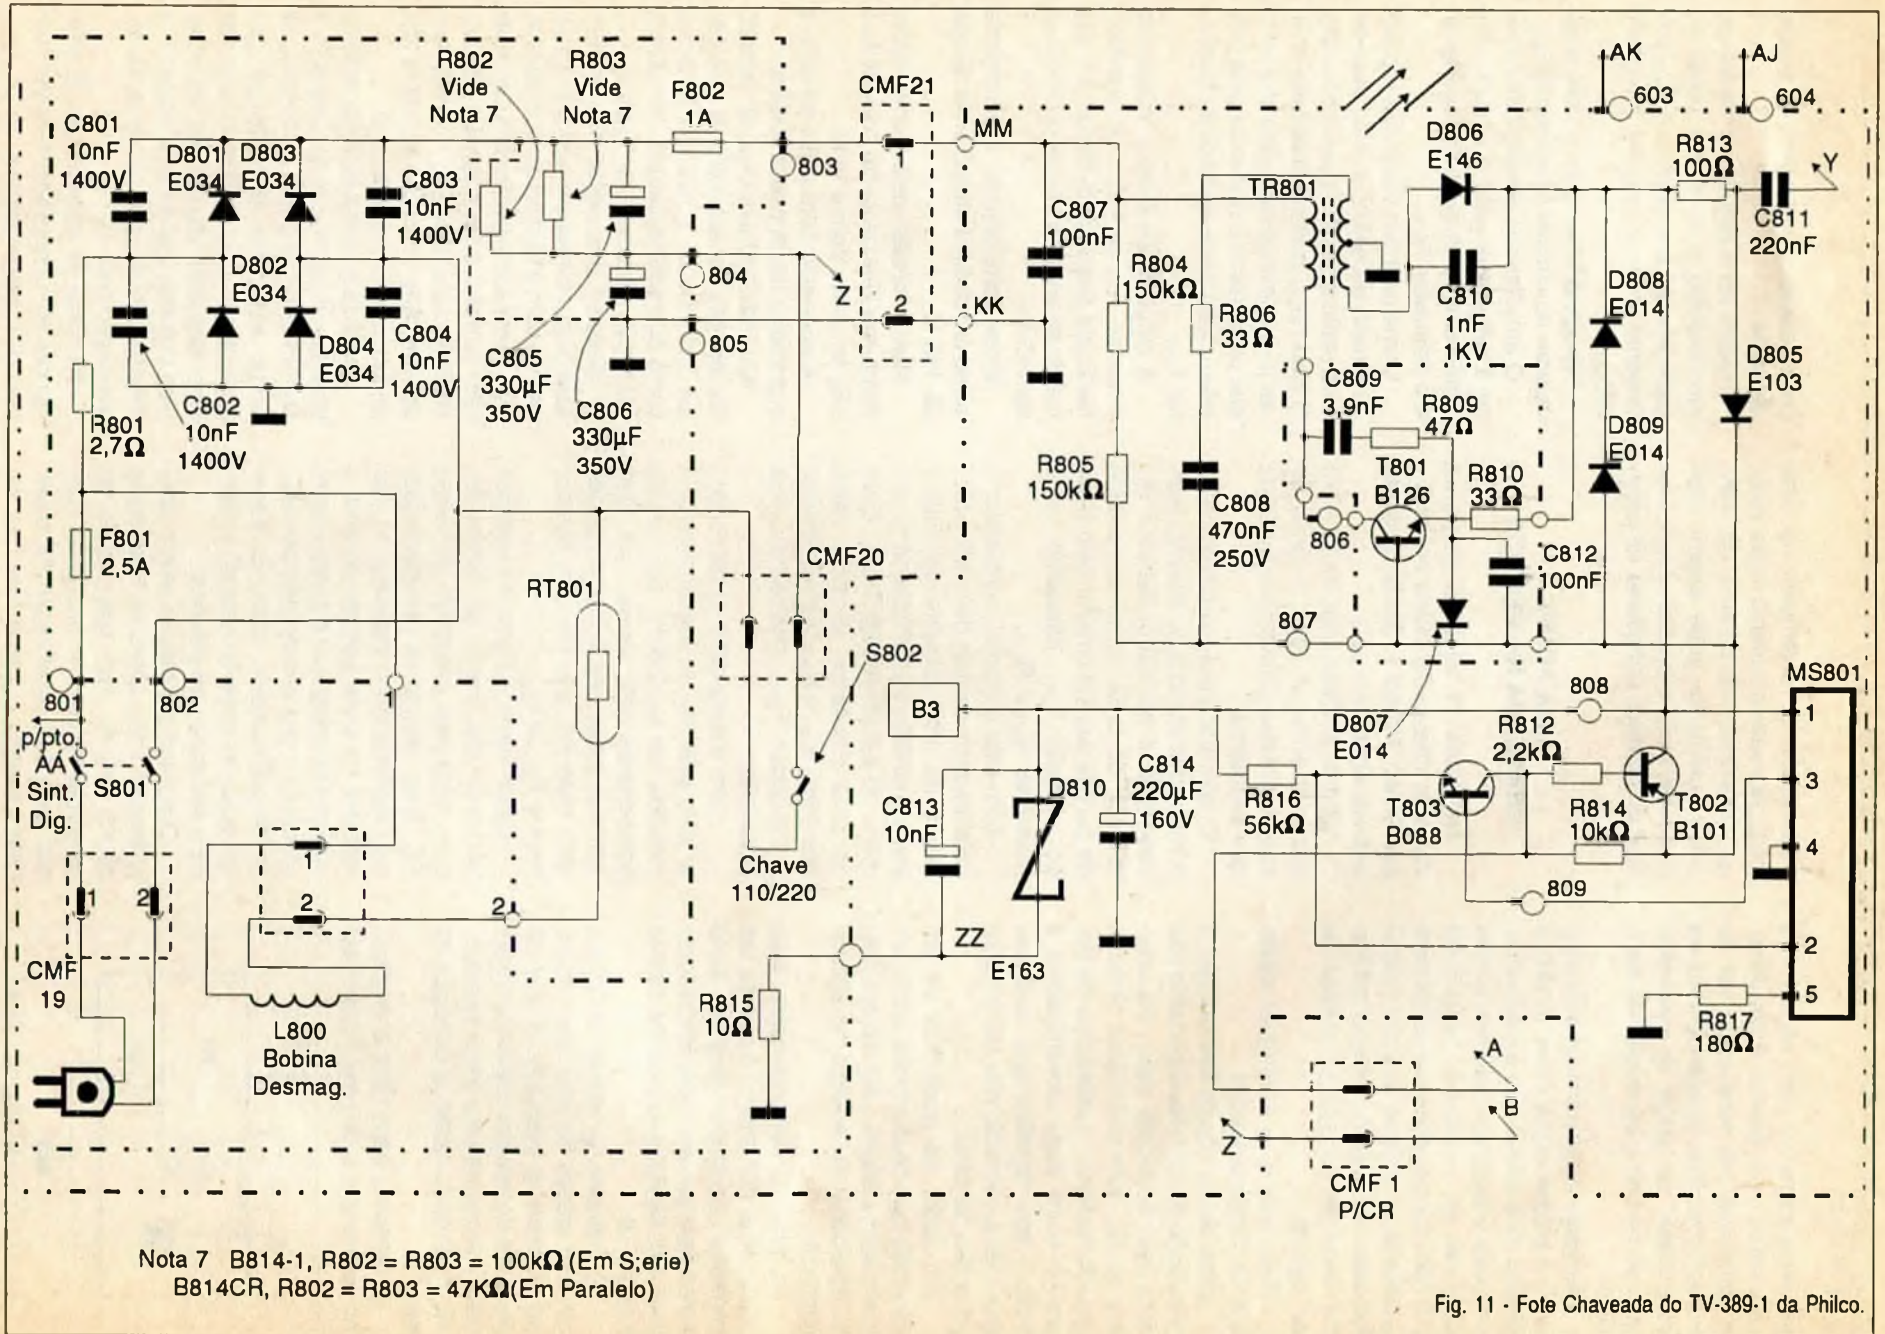 R802
Vide
Nota 7
R803
Vide
Nota 7
F802
1A
CMF21
AK
603
AJ
604
C801
10nF
1400V
D801
E034
D803
E034
C803
10nF
1400V
803
1
MM
C807
100nF
TR801
D806
E146
R813
100Ω
Y
C811
220nF
D802
E034
D804
E034
C804
10nF
1400V
804
Z
2
KK
805
R804
150kΩ
R806
33Ω
C810
1nF
1KV
D808
E014
D805
E103
C805
330µF
350V
C806
330µF
350V
R801
2,7Ω
C802
10nF
1400V
C809
3,9nF
R809
47Ω
D809
E014
R805
150kΩ
C808
470nF
250V
T801
B126
R810
33Ω
806
C812
100nF
F801
2,5A
RT801
CMF20
807
S802
801
802
1
B3
D807
E014
808
MS801
1
R812
2,2kΩ
p/pto.
ÁÁ
Sint.
Dig.
S801
C813
10nF
D810
C814
220µF
160V
R816
56kΩ
T803
B088
R814
10kΩ
T802
B101
3
4
1
2
1
2
2
Chave
110/220
809
ZZ
E163
2
CMF
19
L800
Bobina
Desmag.
R815
10Ω
5
R817
180Ω
A
B
Z
CMF 1
P/CR
Nota 7 B814-1, R802 = R803 = 100kΩ (Em S;erie)
B814CR, R802 = R803 = 47KΩ(Em Paralelo)
Fig. 11 - Fote Chaveada do TV-389-1 da Philco.